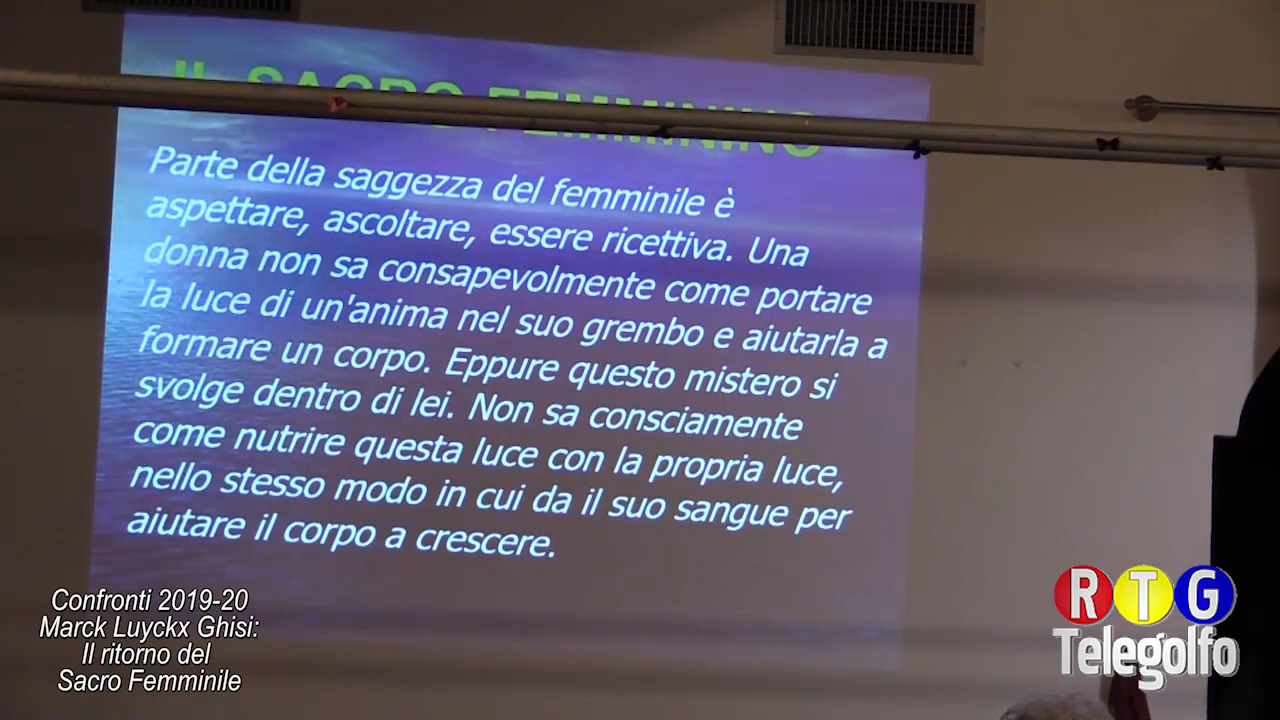 IL SACRO FEMMININO
Parte della saggezza del femminile è
aspettare, ascoltare, essere ricettiva. Una
donna non sa consapevolmente come portare
la luce di un'anima nel suo grembo e aiutarla a
formare un corpo. Eppure questo mistero si
svolge dentro di lei. Non sa consciamente
come nutrire questa luce con la propria luce,
nello stesso modo in cui da il suo sangue per
aiutare il corpo a crescere.
Confronti 2019-20
Marck Luyckx Ghisi:
Il ritorno del
Sacro Femminile
RTG
Telegolfo